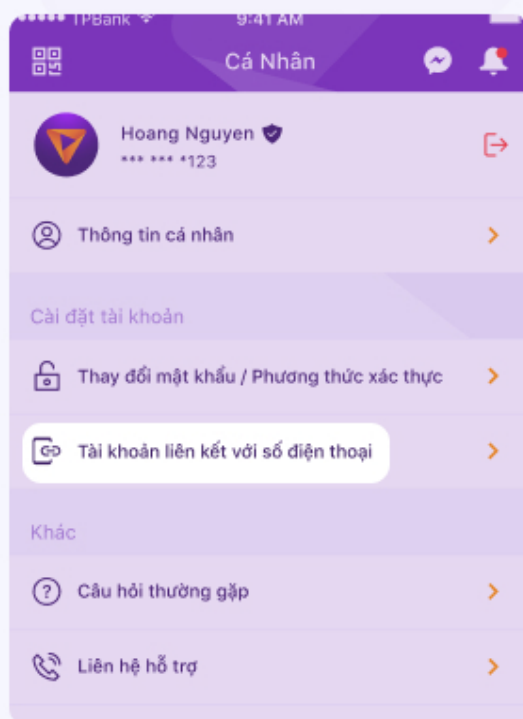 TPBank 9:41 AM
Cá Nhân
Hoang Nguyen
*** *** *123
Thông tin cá nhân
Cài đặt tài khoản
Thay đổi mật khẩu / Phương thức xác thực
Tài khoản liên kết với số điện thoại
Khác
Câu hỏi thường gặp
Liên hệ hỗ trợ